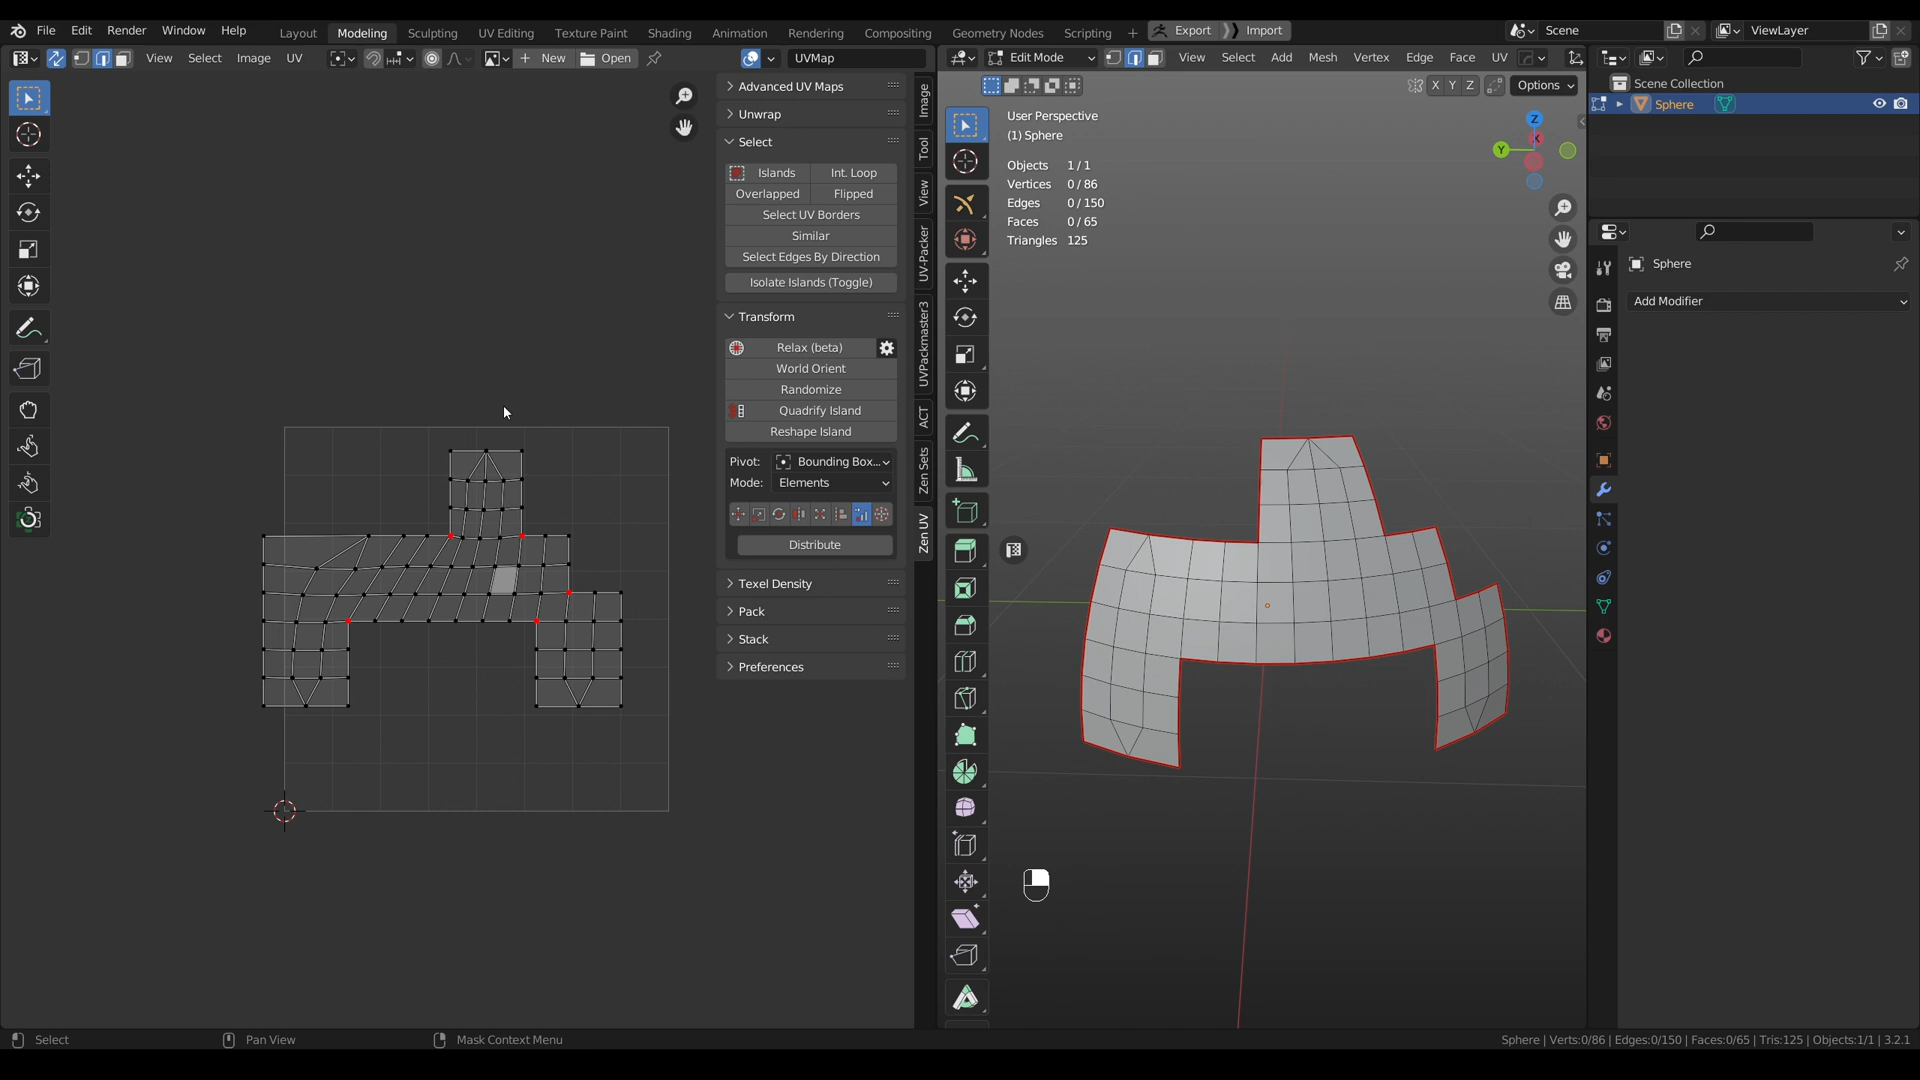 File Edit Render Window Help Layout Modeling Sculpting UV Editing Texture Paint Shading Animation Rendering Compositing Geometry Nodes Scripting + Export Import Scene ViewLayer
View Select Image UV New Open UVMap
Edit Mode View Select Add Mesh Vertex Edge Face UV
Advanced UV Maps
Unwrap
Select
Islands Int. Loop
Overlapped Flipped
Select UV Borders
Similar
Select Edges By Direction
Isolate Islands (Toggle)
Transform
Relax (beta)
World Orient
Randomize
Quadrify Island
Reshape Island
Pivot: Bounding Box...
Mode: Elements
Distribute
Texel Density
Pack
Stack
Preferences
Image
Tool
View
UV-Packer
UVPackmaster3
ACT
Zen Sets
Zen UV
X Y Z Options
User Perspective
(1) Sphere
Objects 1/1
Vertices 0/86
Edges 0/150
Faces 0/65
Triangles 125
Z
X
Y
Scene Collection
Sphere
Sphere
Add Modifier
Select Pan View Mask Context Menu Sphere | Verts:0/86 | Edges:0/150 | Faces:0/65 | Tris:125 | Objects:1/1 | 3.2.1